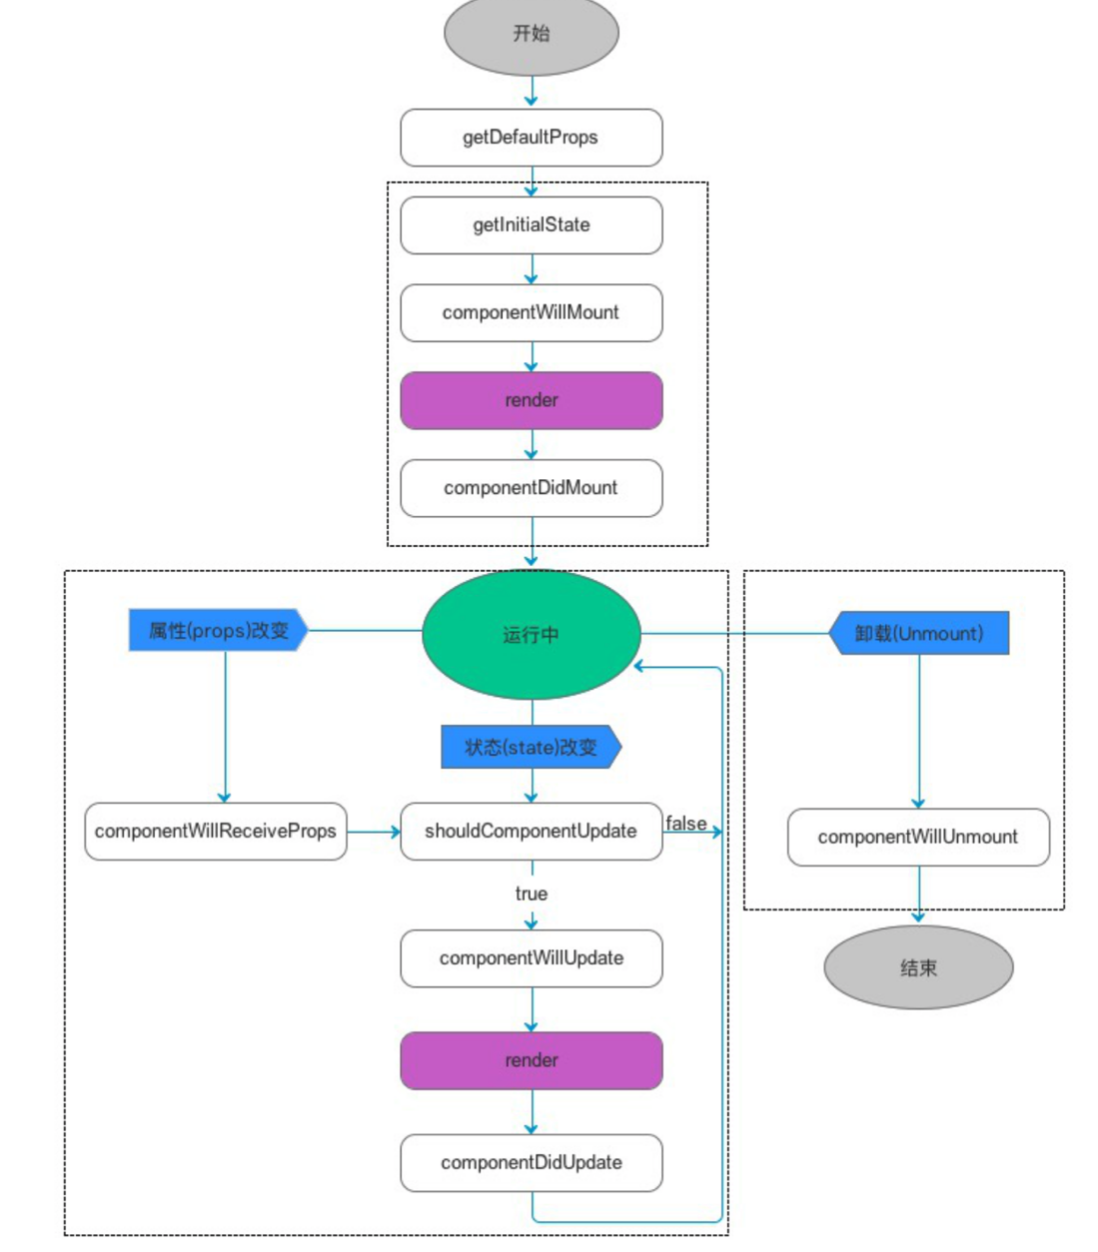 开始
getDefaultProps
getInitialState
componentWillMount
render
componentDidMount
属性(props)改变
运行中
卸载(Unmount)
状态(state)改变
componentWillReceiveProps
shouldComponentUpdate
false
componentWillUnmount
true
componentWillUpdate
结束
render
componentDidUpdate